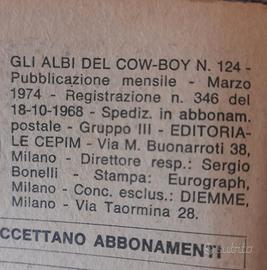 GLI ALBI DEL COW-BOY N. 124 -
Pubblicazione mensile - Marzo
1974 - Registrazione n. 346 del
18-10-1968 - Spediz. in abbonam.
postale - Gruppo III - EDITORIA-
LE CEPIM - Via M. Buonarroti 38,
Milano - Direttore resp.: Sergio
Bonelli - Stampa: Eurograph,
Milano - Conc. esclus.: DIEMME,
Milano - Via Taormina 28.
CCETTANO ABBONAMENTI
subito